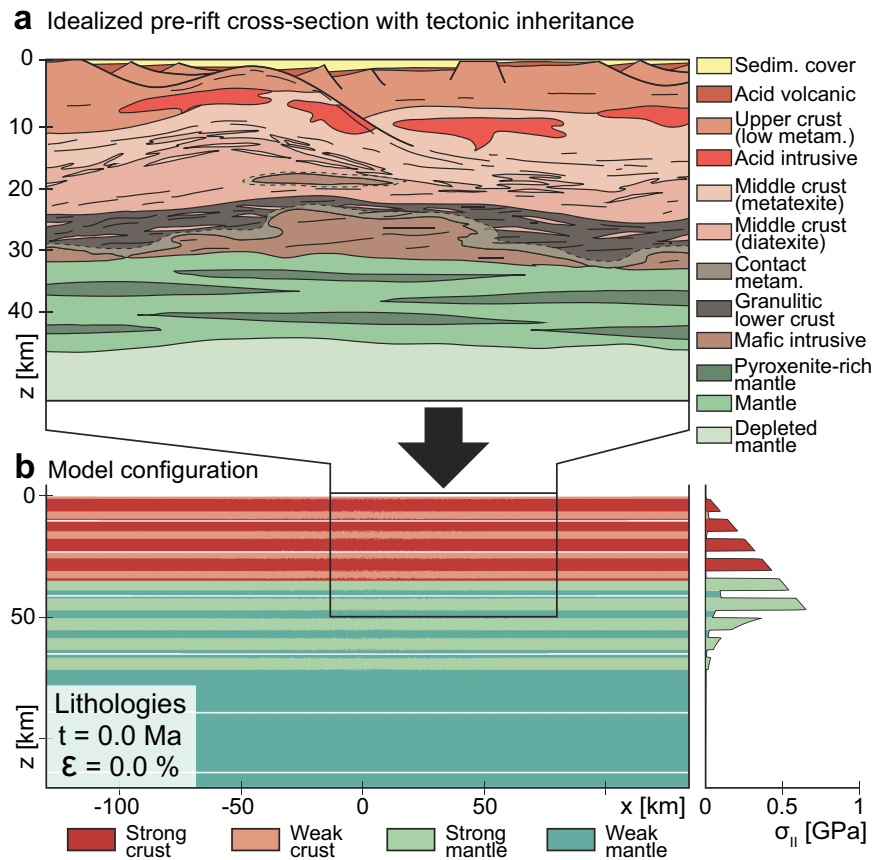 a Idealized pre-rift cross-section with tectonic inheritance
0
10
20
30
40
z [km]
Sedim. cover
Acid volcanic
Upper crust
(low metam.)
Acid intrusive
Middle crust
(metatexite)
Middle crust
(diatexite)
Contact
metam.
Granulitic
lower crust
Mafic intrusive
Pyroxenite-rich
mantle
Mantle
Depleted
mantle
b Model configuration
0
50
z [km]
Lithologies
t = 0.0 Ma
Ɛ = 0.0 %
-100 -50 0 50 x [km]
0 0.5 1
σII [GPa]
Strong
crust
Weak
crust
Strong
mantle
Weak
mantle